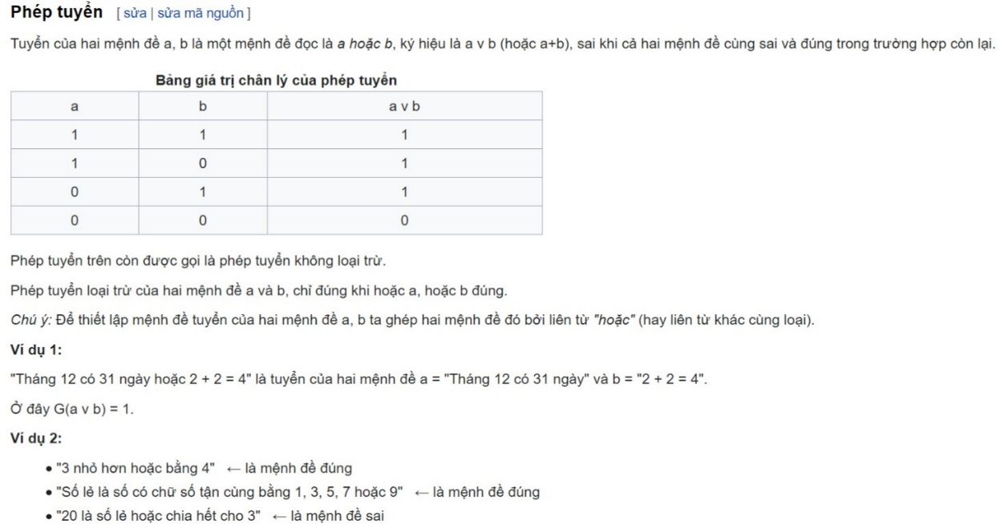 Phép tuyển [ sửa | sửa mã nguồn ]
Tuyển của hai mệnh đề a, b là một mệnh đề đọc là a hoặc b, ký hiệu là a v b (hoặc a+b), sai khi cả hai mệnh đề cùng sai và đúng trong trường hợp còn lại.
Bảng giá trị chân lý của phép tuyển
a b a v b
1 1 1
1 0 1
0 1 1
0 0 0
Phép tuyển trên còn được gọi là phép tuyển không loại trừ.
Phép tuyển loại trừ của hai mệnh đề a và b, chỉ đúng khi hoặc a, hoặc b đúng.
Chú ý: Để thiết lập mệnh đề tuyển của hai mệnh đề a, b ta ghép hai mệnh đề đó bởi liên từ "hoặc" (hay liên từ khác cùng loại).
Ví dụ 1:
"Tháng 12 có 31 ngày hoặc 2 + 2 = 4" là tuyển của hai mệnh đề a = "Tháng 12 có 31 ngày" và b = "2 + 2 = 4".
Ở đây G(a v b) = 1.
Ví dụ 2:
• "3 nhỏ hơn hoặc bằng 4" ← là mệnh đề đúng
• "Số lẻ là số có chữ số tận cùng bằng 1, 3, 5, 7 hoặc 9" ← là mệnh đề đúng
• "20 là số lẻ hoặc chia hết cho 3" ← là mệnh đề sai